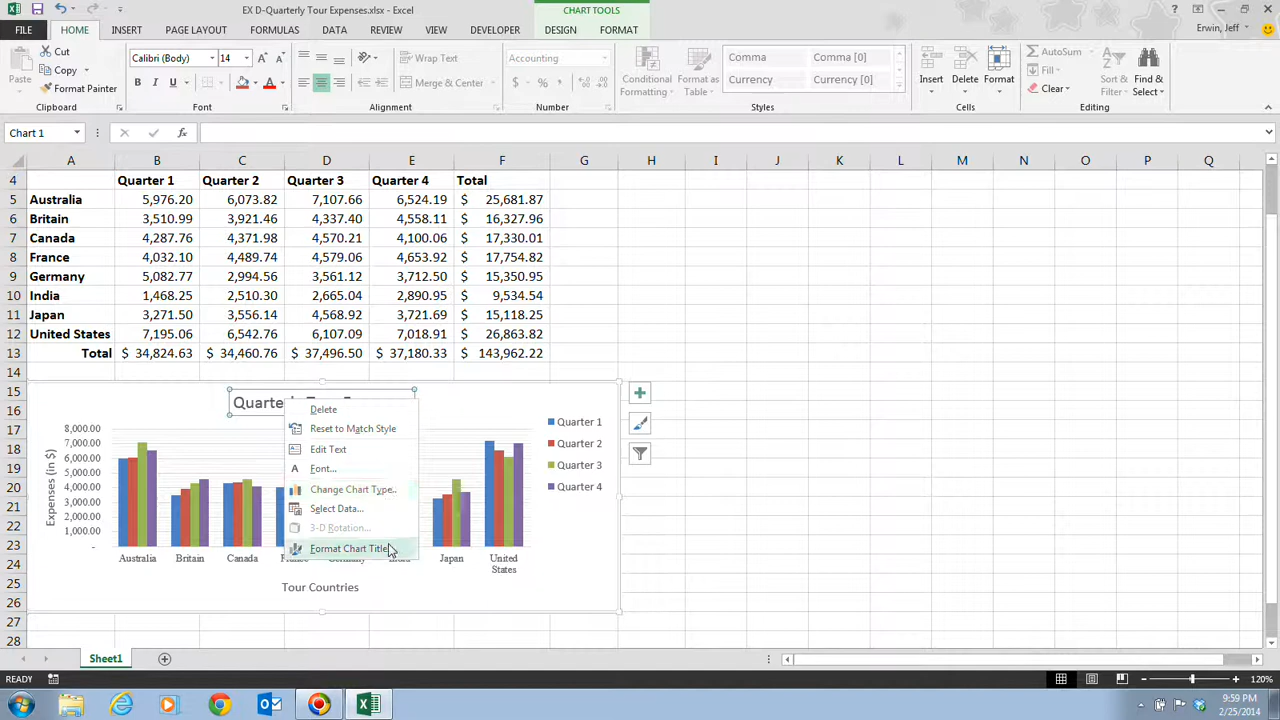 EX D-Quarterly Tour Expenses.xlsx - Excel
CHART TOOLS
FILE HOME INSERT PAGE LAYOUT FORMULAS DATA REVIEW VIEW DEVELOPER DESIGN FORMAT
Erwin, Jeff
Paste
Cut
Copy
Format Painter
Clipboard
Calibri (Body) 14
B I U
Font
Wrap Text
Merge & Center
Alignment
Accounting
$ % ,
Number
Conditional Formatting
Format as Table
Comma Comma [0]
Currency Currency [0]
Styles
Insert Delete Format
Cells
AutoSum
Fill
Clear
Sort & Filter
Find & Select
Editing
Chart 1
fx
A B C D E F G H I J K L M N O P Q
4 Quarter 1 Quarter 2 Quarter 3 Quarter 4 Total
5 Australia 5,976.20 6,073.82 7,107.66 6,524.19 $ 25,681.87
6 Britain 3,510.99 3,921.46 4,337.40 4,558.11 $ 16,327.96
7 Canada 4,287.76 4,371.98 4,570.21 4,100.06 $ 17,330.01
8 France 4,032.10 4,489.74 4,579.06 4,653.92 $ 17,754.82
9 Germany 5,082.77 2,994.56 3,561.12 3,712.50 $ 15,350.95
10 India 1,468.25 2,510.30 2,665.04 2,890.95 $ 9,534.54
11 Japan 3,271.50 3,556.14 4,568.92 3,721.69 $ 15,118.25
12 United States 7,195.06 6,542.76 6,107.09 7,018.91 $ 26,863.82
13 Total $ 34,824.63 $ 34,460.76 $ 37,496.50 $ 37,180.33 $ 143,962.22
14
15
16
17
18
19
20
21
22
23
24
25
26
27
28
8,000.00
7,000.00
6,000.00
5,000.00
4,000.00
3,000.00
2,000.00
1,000.00
-
Expenses (in $)
Australia Britain Canada Japan United States
Tour Countries
Quarter 1
Quarter 2
Quarter 3
Quarter 4
Delete
Reset to Match Style
Edit Text
Font...
Change Chart Type...
Select Data...
3-D Rotation...
Format Chart Title
Sheet1
READY
120%
9:59 PM
2/25/2014